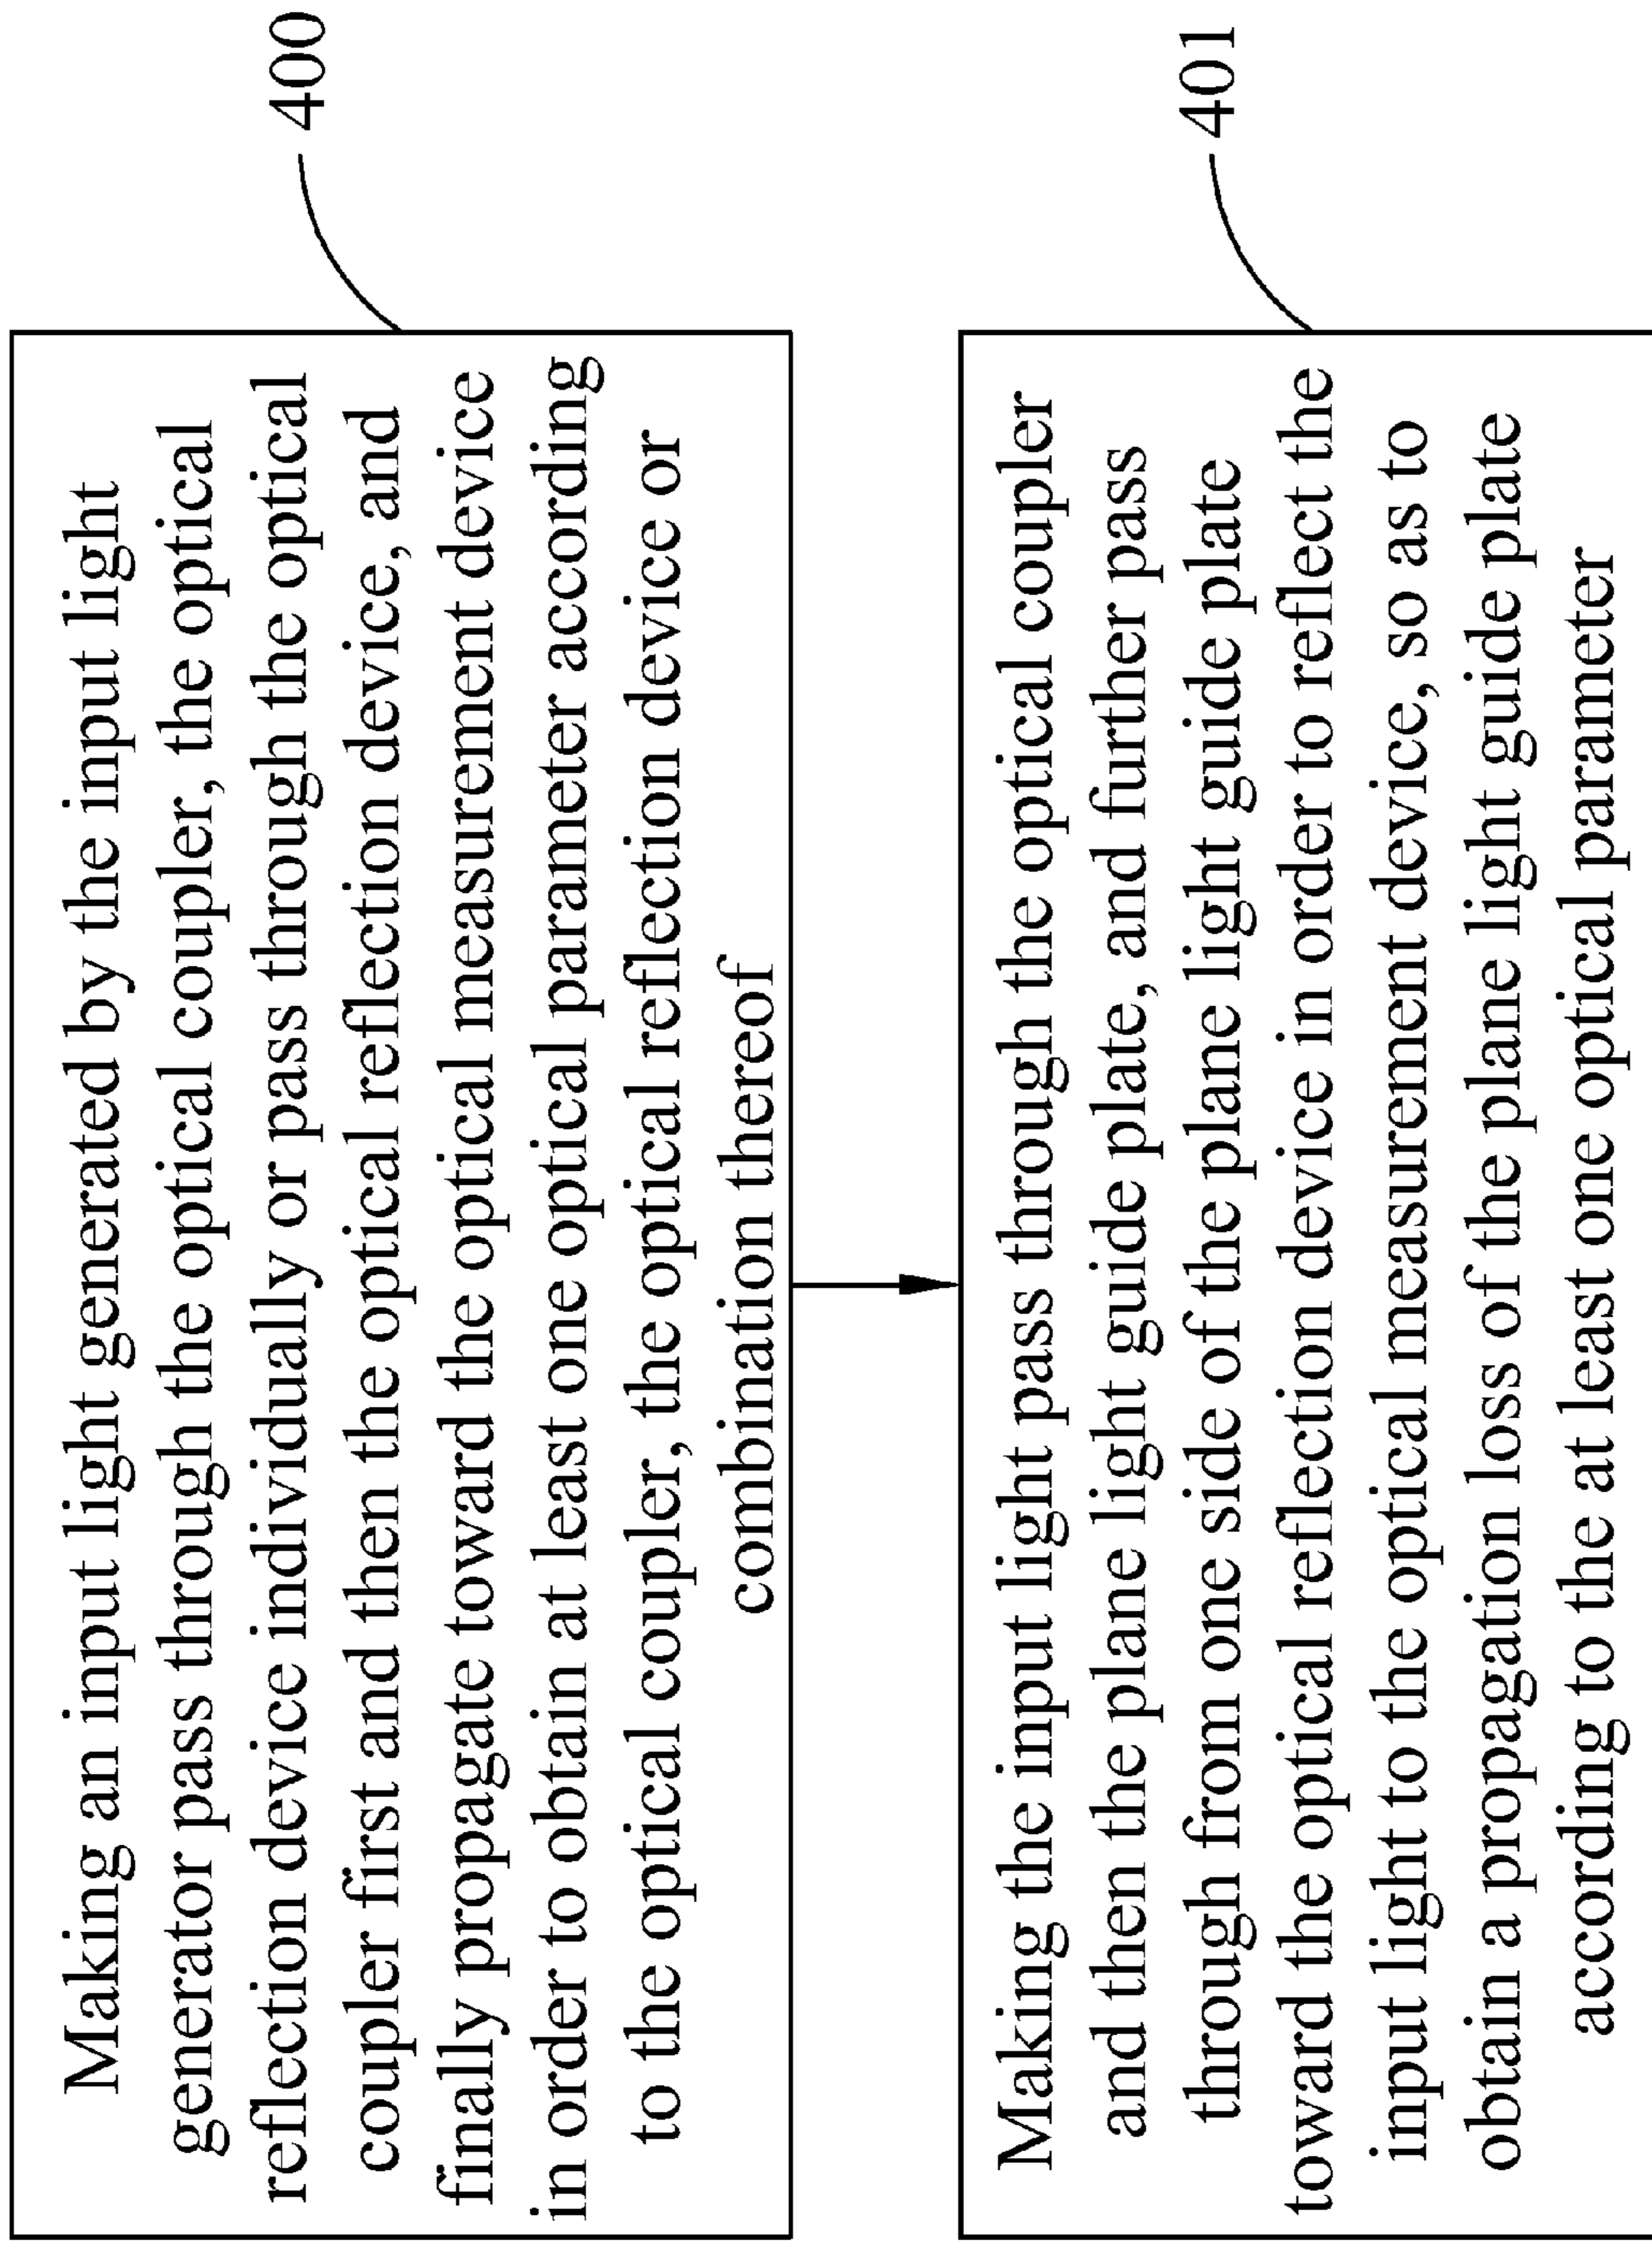 Making an input light generated by the input light
generator pass through the optical coupler, the optical
reflection device individually or pass through the optical
coupler first and then the optical reflection device, and
finally propagate toward the optical measurement device
in order to obtain at least one optical parameter according
to the optical coupler, the optical reflection device or
combination thereof
400
Making the input light pass through the optical coupler
and then the plane light guide plate, and further pass
through from one side of the plane light guide plate
toward the optical reflection device in order to reflect the
input light to the optical measurement device, so as to
obtain a propagation loss of the plane light guide plate
according to the at least one optical parameter
401